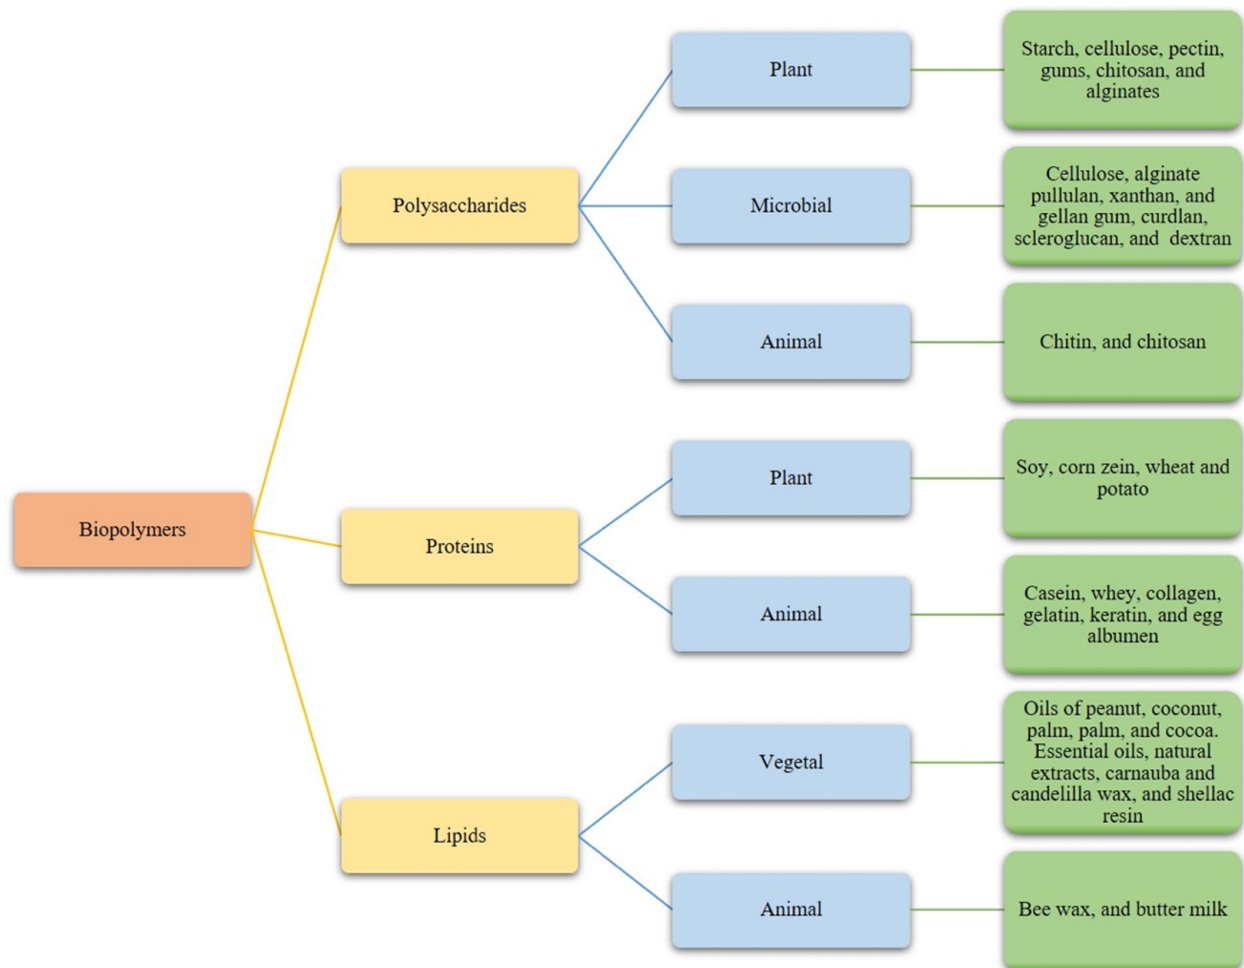 Starch, cellulose, pectin,
gums, chitosan, and
alginates
Plant
Cellulose, alginate
pullulan, xanthan, and
gellan gum, curdlan,
scleroglucan, and dextran
Polysaccharides
Microbial
Animal
Chitin, and chitosan
Plant
Soy, corn zein, wheat and
potato
Biopolymers
Proteins
Animal
Casein, whey, collagen,
gelatin, keratin, and egg
albumen
Vegetal
Oils of peanut, coconut,
palm, palm, and cocoa.
Essential oils, natural
extracts, carnauba and
candelilla wax, and shellac
resin
Lipids
Animal
Bee wax, and butter milk